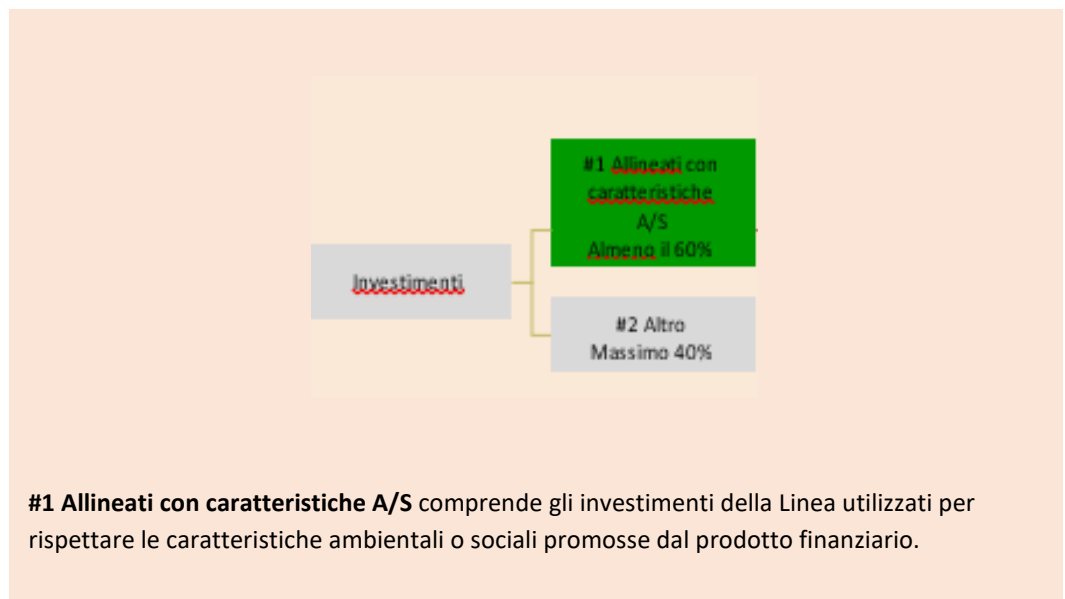 #1 Allineati con
caratteristiche
A/S
Almeno il 60%
Investimenti
#2 Altro
Massimo 40%
#1 Allineati con caratteristiche A/S comprende gli investimenti della Linea utilizzati per
rispettare le caratteristiche ambientali o sociali promosse dal prodotto finanziario.